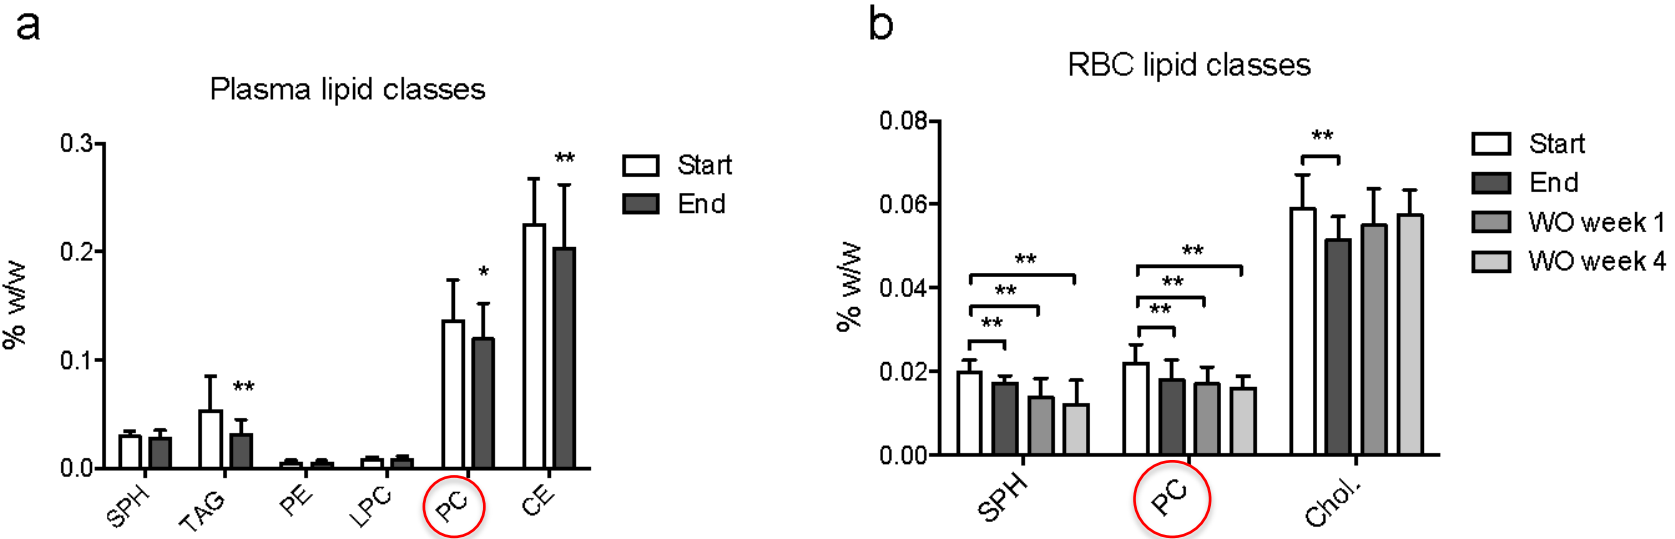 a
Plasma lipid classes
% w/w
0.3
0.2
0.1
0.0
**
*
**
Start
End
SPH
TAG
PE
LPC
PC
CE
b
RBC lipid classes
% w/w
0.08
0.06
0.04
0.02
0.00
**
**
**
**
**
**
**
Start
End
WO week 1
WO week 4
SPH
PC
Chol.